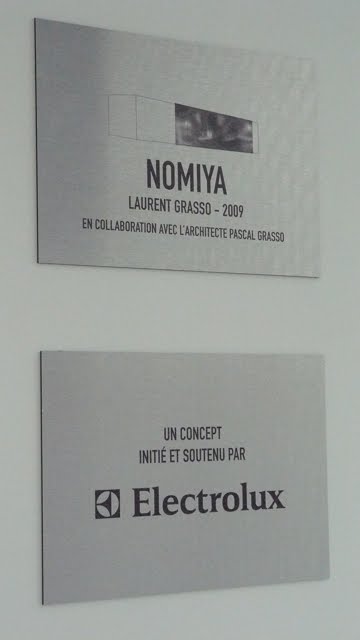 NOMIYA
LAURENT GRASSO - 2009
EN COLLABORATION AVEC L'ARCHITECTE PASCAL GRASSO
UN CONCEPT
INITIÉ ET SOUTENU PAR
Electrolux